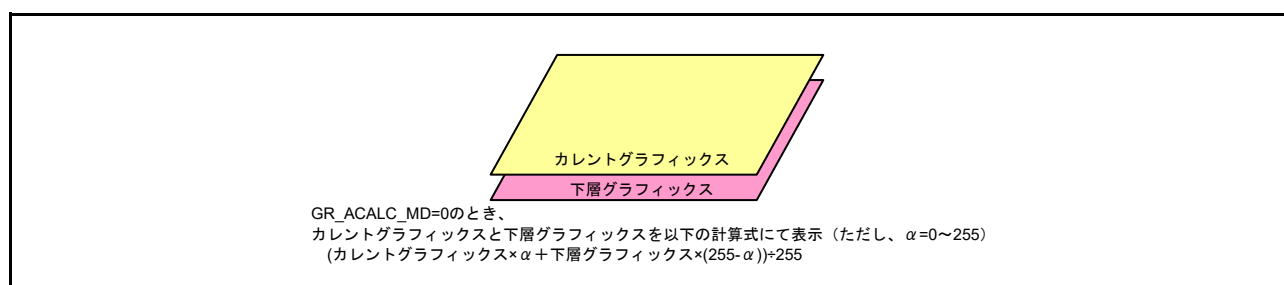 カレントグラフィックス
下層グラフィックス
GR_ACALC_MD=0のとき、
カレントグラフィックスと下層グラフィックスを以下の計算式にて表示（ただし、α=0～255）
(カレントグラフィックス×α＋下層グラフィックス×(255-α))÷255